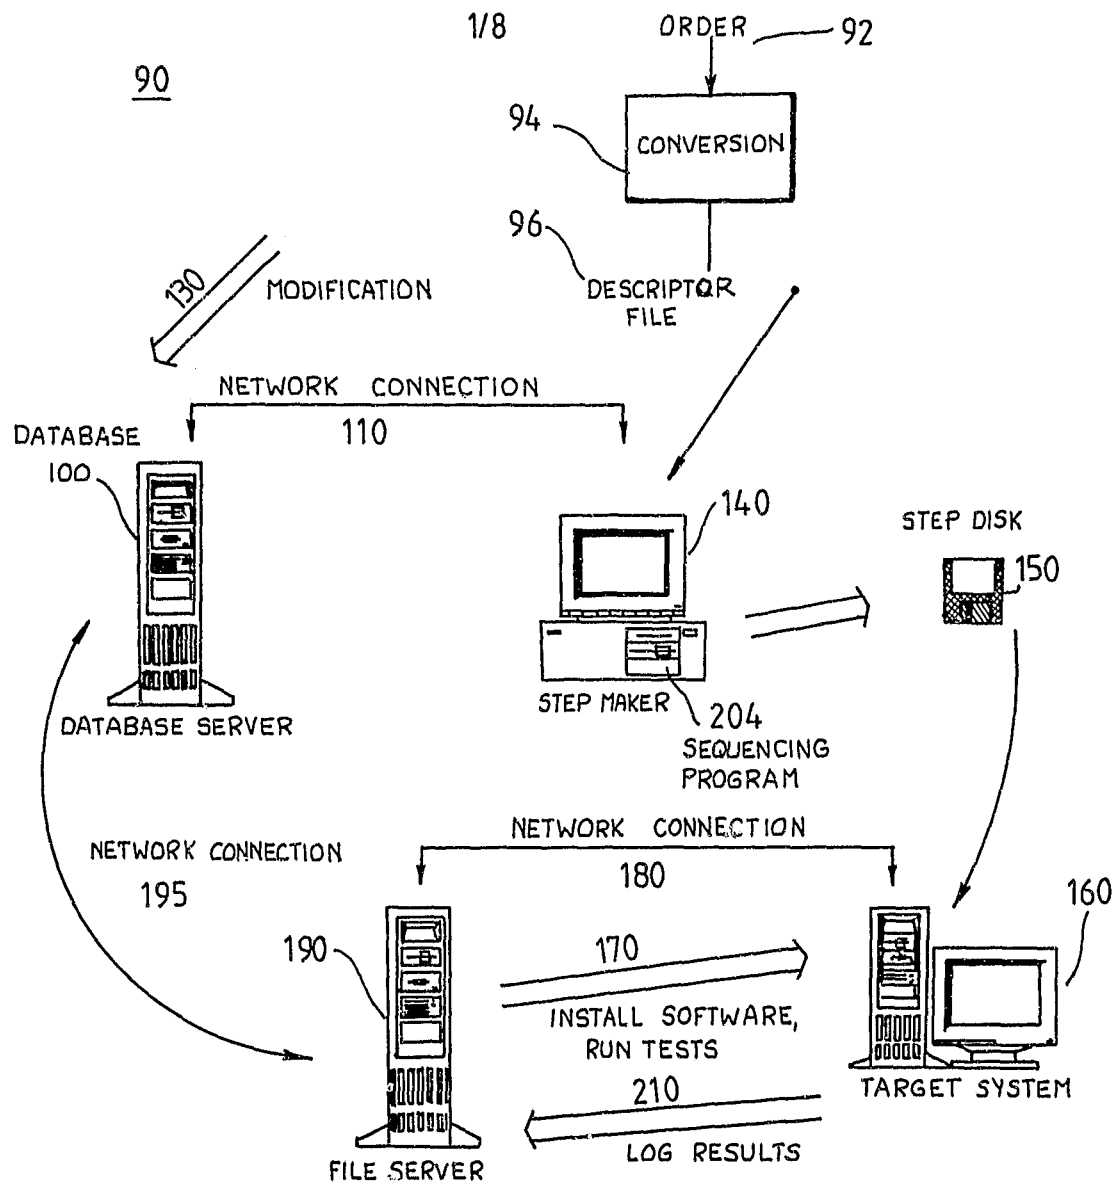 1/8
ORDER
92
90
94
CONVERSION
96
DESCRIPTOR
FILE
130
MODIFICATION
NETWORK CONNECTION
110
DATABASE
100
140
STEP DISK
150
STEP MAKER
204
SEQUENCING
PROGRAM
DATABASE SERVER
NETWORK CONNECTION
180
NETWORK CONNECTION
195
160
190
170
INSTALL SOFTWARE,
RUN TESTS
TARGET SYSTEM
210
LOG RESULTS
FILE SERVER